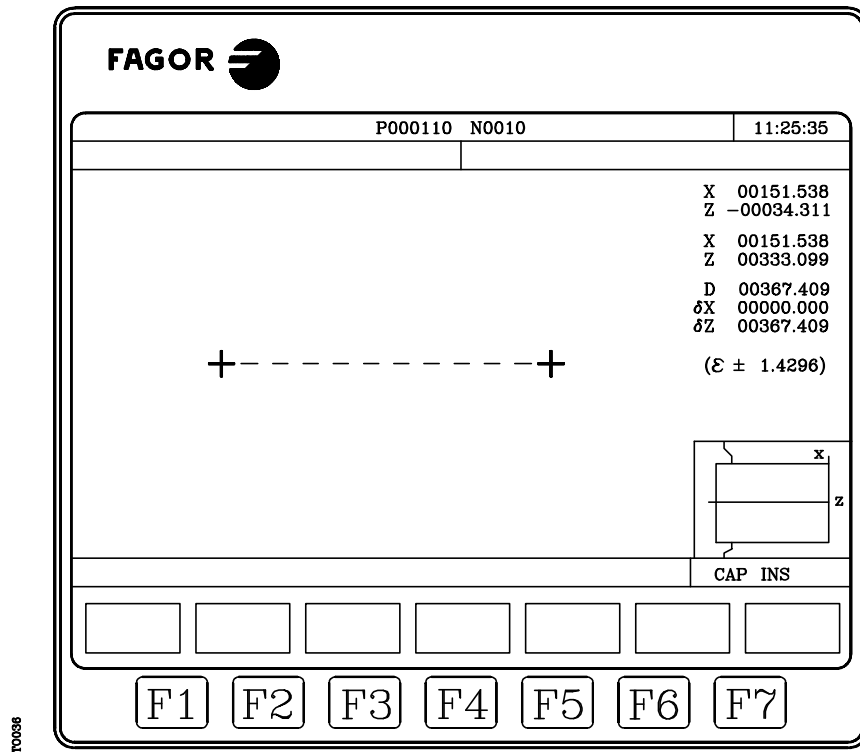 FAGOR
P000110 N0010
11:25:35
X 00151.538
Z -00034.311
X 00151.538
Z 00333.099
D 00367.409
δX 00000.000
δZ 00367.409
(ε ± 1.4296)
X
Z
CAP INS
F1 F2 F3 F4 F5 F6 F7
T0036